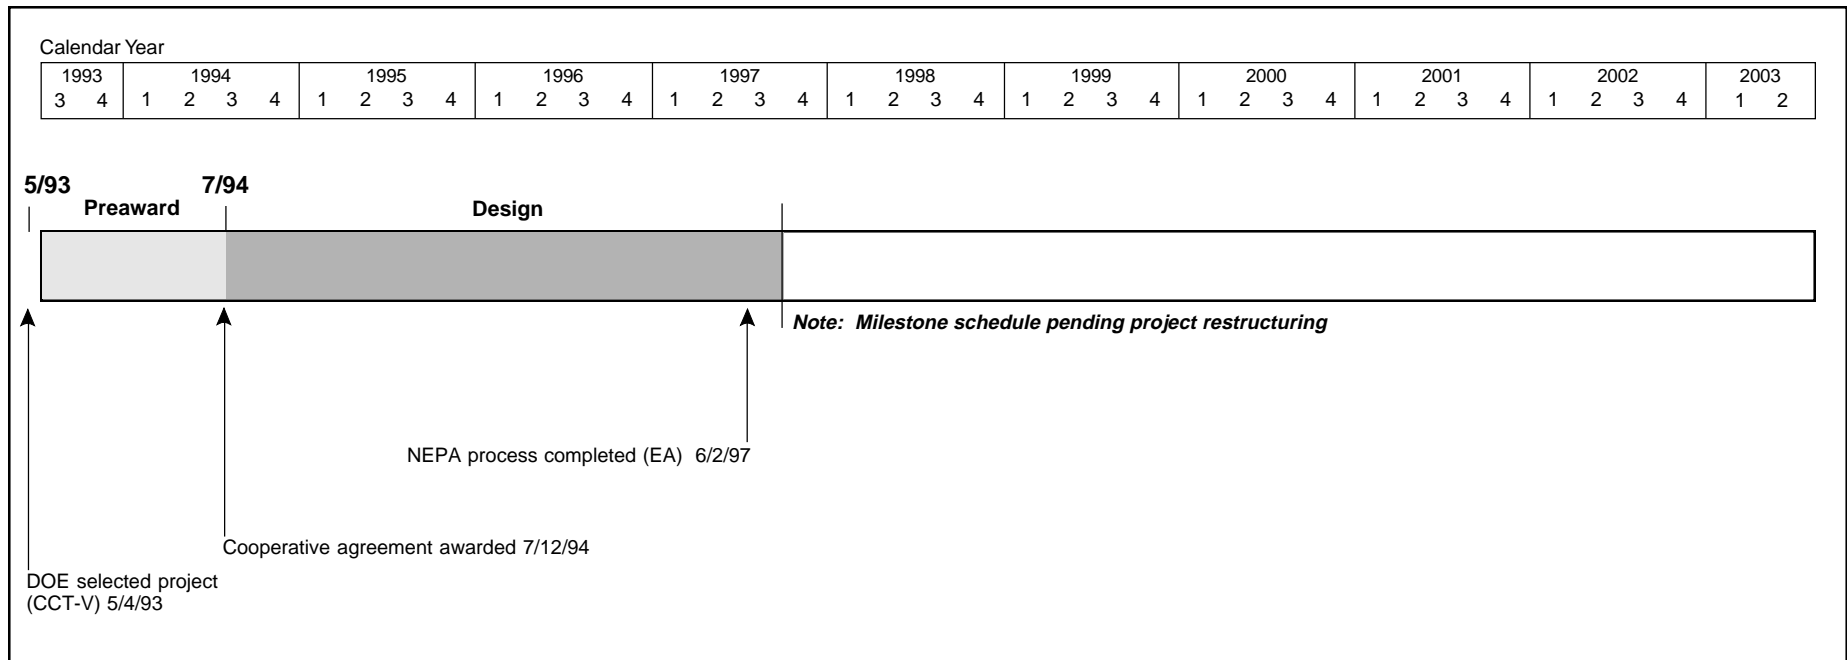 Calendar Year
1993 1994 1995 1996 1997 1998 1999 2000 2001 2002 2003
3 4 1 2 3 4 1 2 3 4 1 2 3 4 1 2 3 4 1 2 3 4 1 2 3 4 1 2 3 4 1 2 3 4 1 2 3 4 1 2
5/93 7/94
Preaward Design
Note: Milestone schedule pending project restructuring
NEPA process completed (EA) 6/2/97
Cooperative agreement awarded 7/12/94
DOE selected project
(CCT-V) 5/4/93